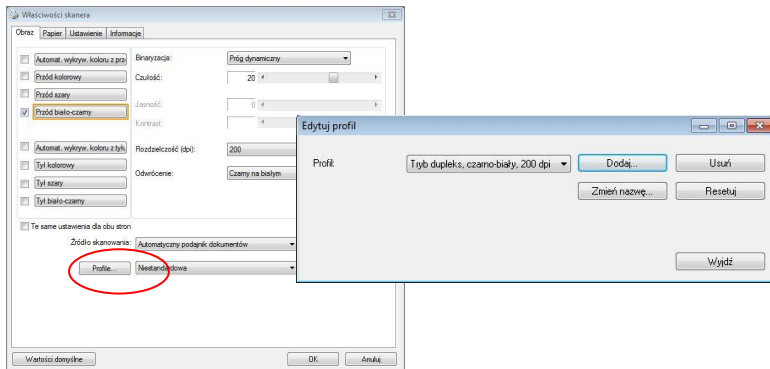 Właściwości skanera
Obraz Papier Ustawienie Informacje
Automat. wykryw. koloru z prz
Przód kolorowy
Przód szary
Przód biało-czarny
Automat. wykryw. koloru z tyłu
Tył kolorowy
Tył szary
Tył biało-czarny
Binaryzacja: Próg dynamiczny
Czułość: 20
Jasność: 0
Kontrast:
Rozdzielczość (dpi): 200
Odwrócenie: Czarny na białym
Te same ustawienia dla obu stron
Źródło skanowania: Automatyczny podajnik dokumentów
Profile... Niestandardowa
Wartości domyślne OK Anuluj
Edytuj profil
Profil: Tryb dupleks, czarno-biały, 200 dpi Dodaj... Usuń
Zmień nazwę... Resetuj
Wyjdź